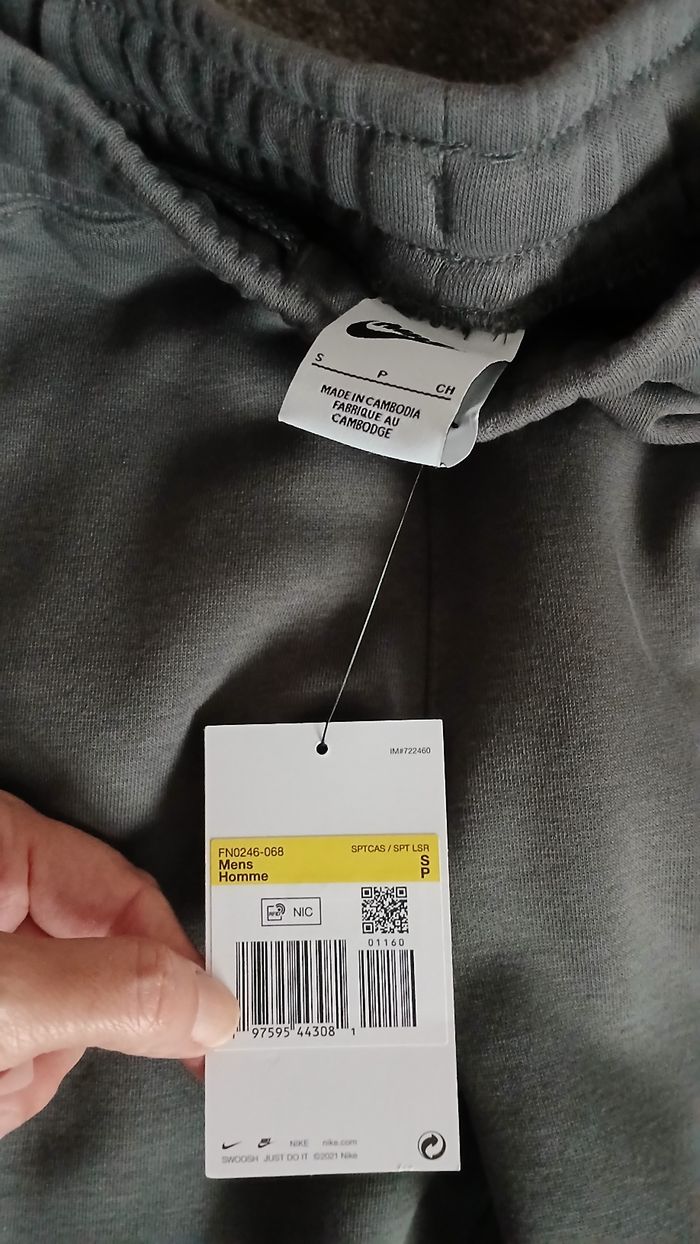 S P CH
MADE IN CAMBODIA
FABRIQUE AU
CAMBODGE
IM#722460
FN0246-068 SPTCAS / SPT LSR
Mens S
Homme P
RFID NIC
01160
97595 44308 1
NIKE nike.com
SWOOSH JUST DO IT ©2021 Nike